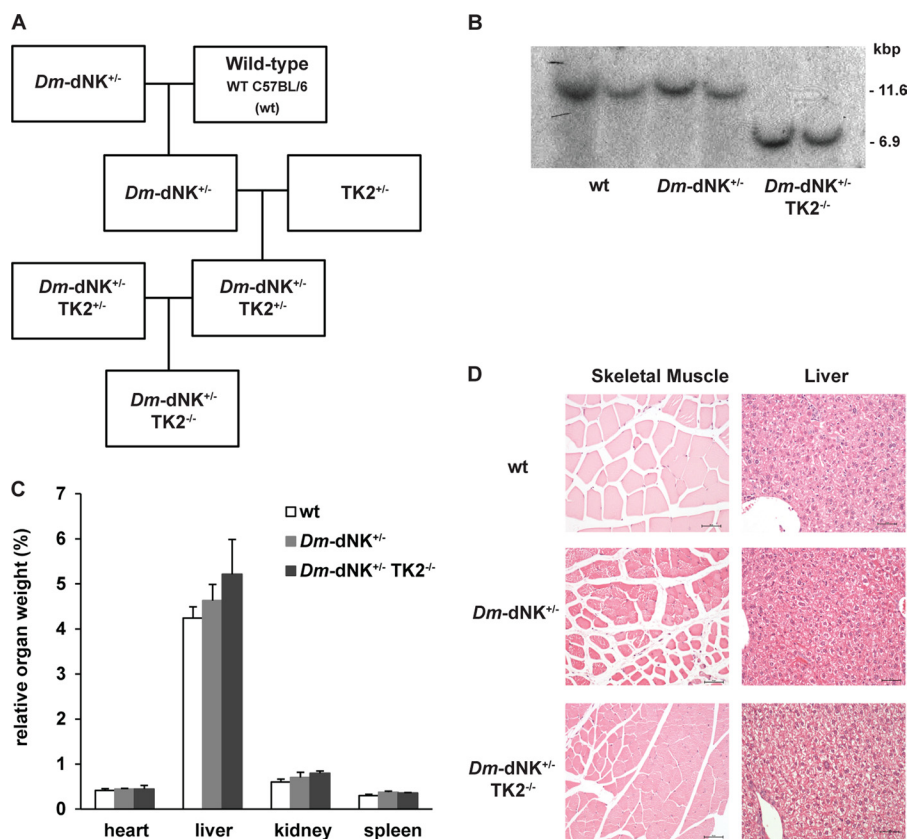 A
Dm-dNK+/-
Wild-type
WT C57BL/6
(wt)
Dm-dNK+/-
TK2+/-
Dm-dNK+/-
TK2+/-
Dm-dNK+/-
TK2+/-
Dm-dNK+/-
TK2-/-
B
kbp
- 11.6
- 6.9
wt
Dm-dNK+/-
Dm-dNK+/-
TK2-/-
C
relative organ weight (%)
7
6
5
4
3
2
1
0
wt
Dm-dNK+/-
Dm-dNK+/- TK2-/-
heart
liver
kidney
spleen
D
Skeletal Muscle
Liver
wt
Dm-dNK+/-
Dm-dNK+/-
TK2-/-